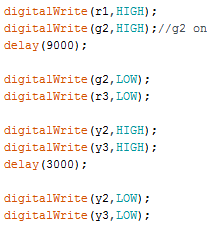 digitalWrite(r1,HIGH);
digitalWrite(g2,HIGH);//g2 on
delay(9000);
digitalWrite(g2,LOW);
digitalWrite(r3,LOW);
digitalWrite(y2,HIGH);
digitalWrite(y3,HIGH);
delay(3000);
digitalWrite(y2,LOW);
digitalWrite(y3,LOW);